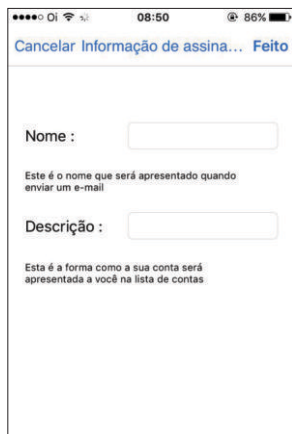 Oi 08:50 86%
Cancelar Informação de assina... Feito
Nome :
Este é o nome que será apresentado quando
enviar um e-mail
Descrição :
Esta é a forma como a sua conta será
apresentada a você na lista de contas